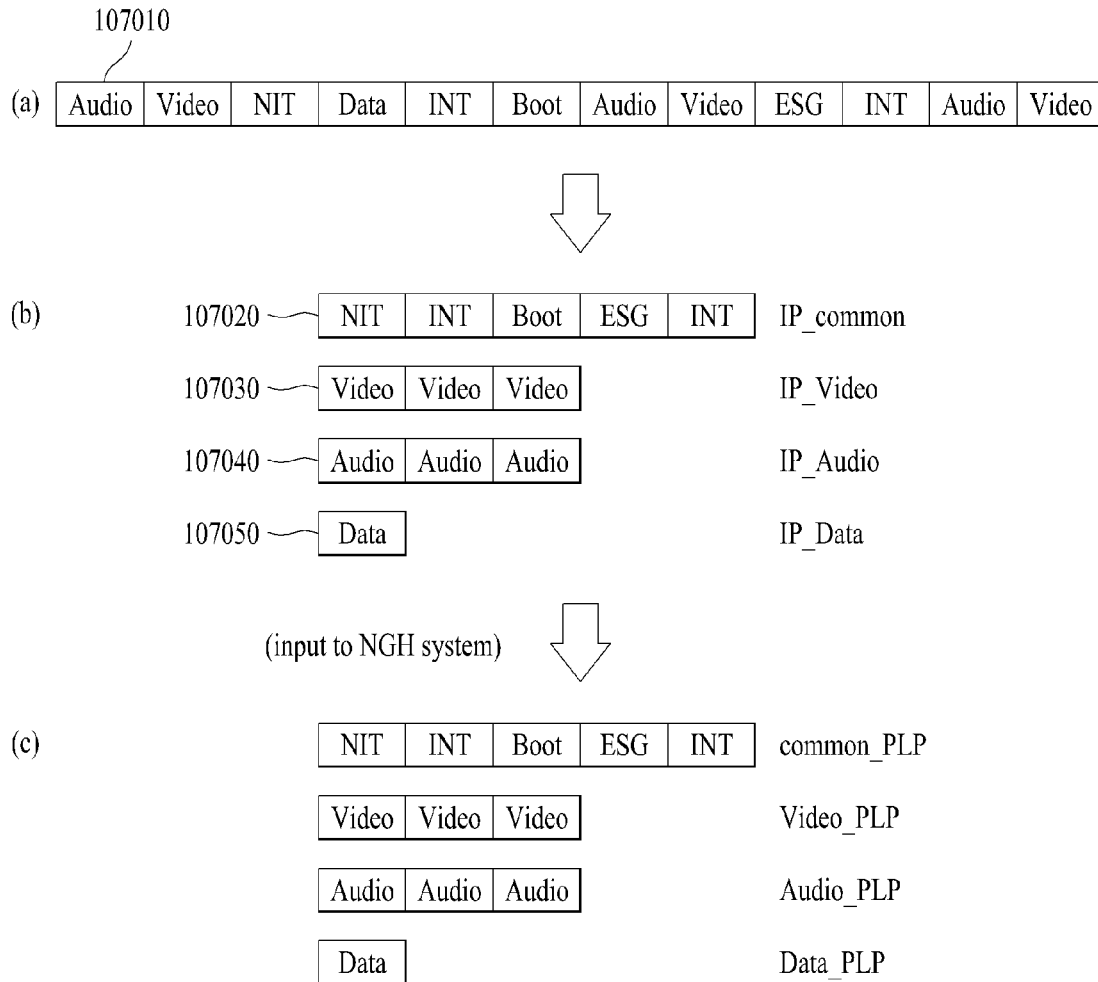 107010
(a) Audio Video NIT Data INT Boot Audio Video ESG INT Audio Video
(b) 107020 NIT INT Boot ESG INT IP_common
107030 Video Video Video IP_Video
107040 Audio Audio Audio IP_Audio
107050 Data IP_Data
(input to NGH system)
(c) NIT INT Boot ESG INT common_PLP
Video Video Video Video_PLP
Audio Audio Audio Audio_PLP
Data Data_PLP